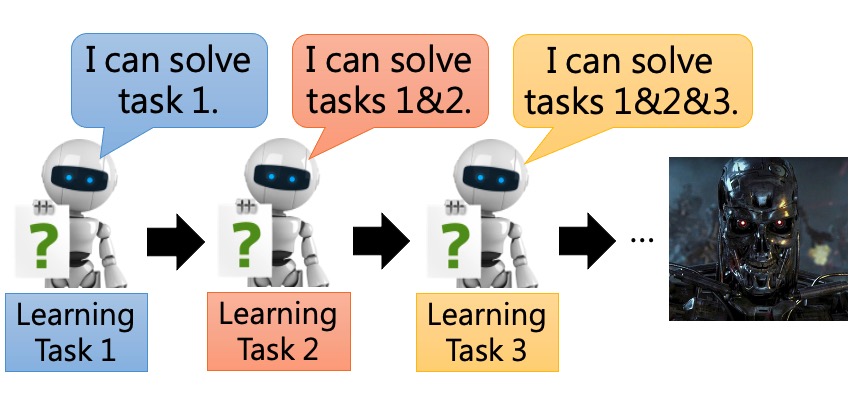 I can solve
task 1.
I can solve
tasks 1&2.
I can solve
tasks 1&2&3.
?
?
?
...
Learning
Task 1
Learning
Task 2
Learning
Task 3